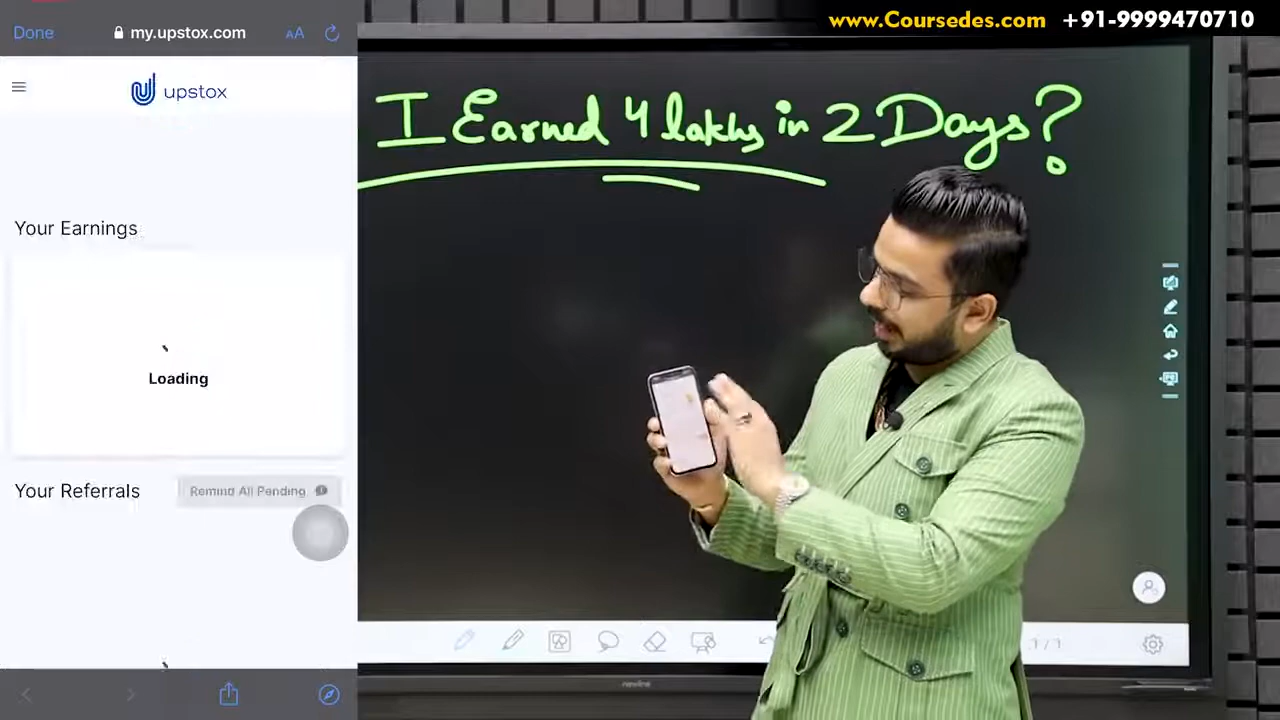 www.Coursedes.com +91-9999470710
Done my.upstox.com AA
upstox
I Earned 4 lakhs in 2 Days?
Your Earnings
Loading
Your Referrals Remind All Pending
newline